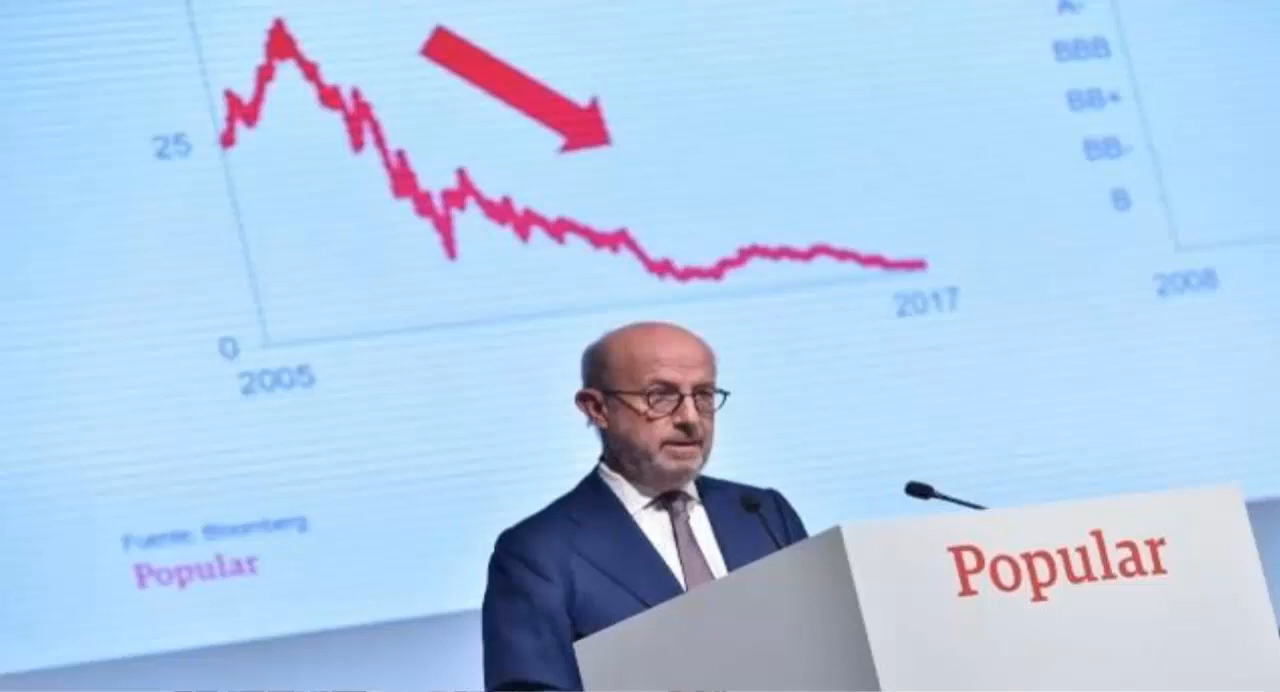 25
0
2005
2017
A-
BBB
BB+
BB-
B
2008
Fuente: Bloomberg
Popular
Popular